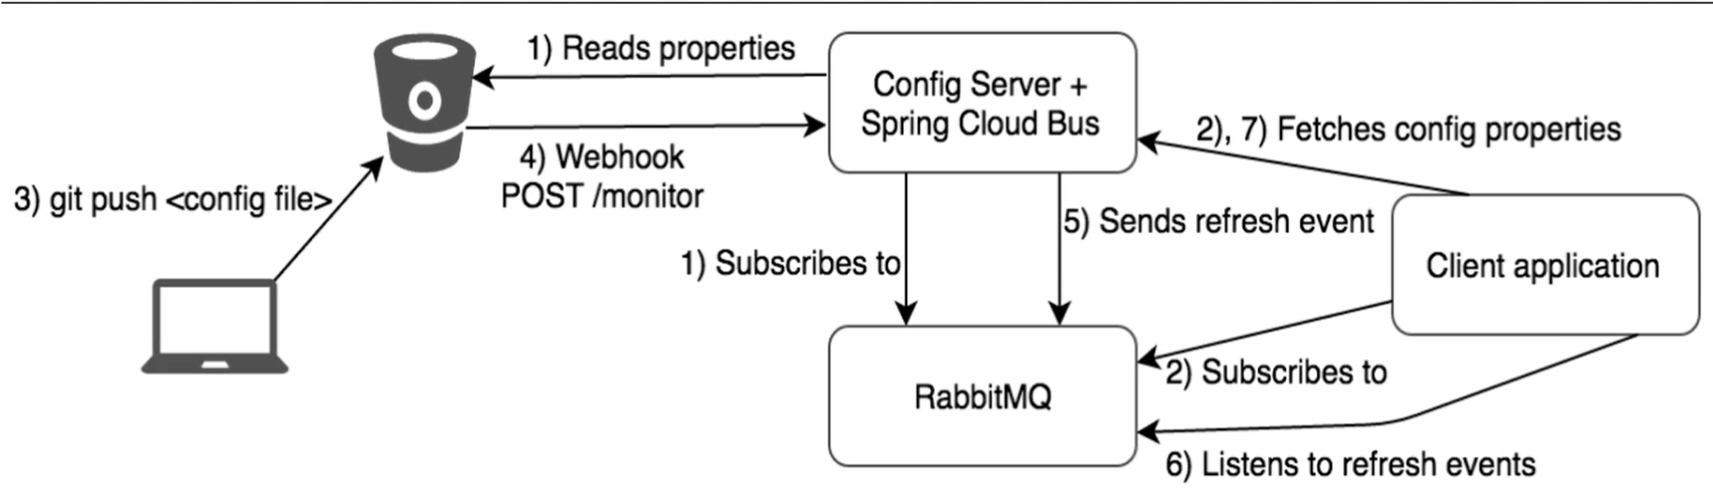 1) Reads properties
Config Server +
Spring Cloud Bus
2), 7) Fetches config properties
4) Webhook
POST /monitor
3) git push <config file>
5) Sends refresh event
1) Subscribes to
Client application
2) Subscribes to
RabbitMQ
6) Listens to refresh events